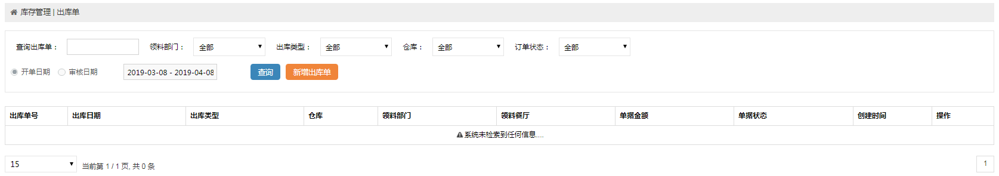 库存管理 | 出库单
查询出库单： 领料部门： 全部 出库类型： 全部 仓库： 全部 订单状态： 全部
开单日期 审核日期 2019-03-08 - 2019-04-08 查询 新增出库单
出库单号 出库日期 出库类型 仓库 领料部门 领料餐厅 单据金额 单据状态 创建时间 操作
系统未检索到任何信息....
15 当前第 1 / 1 页, 共 0 条 1